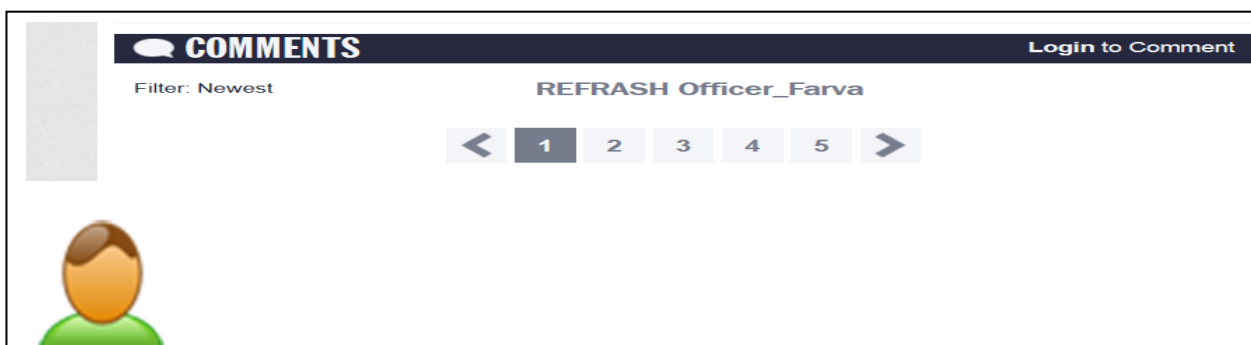 COMMENTS Login to Comment
Filter: Newest REFRASH Officer_Farva
1 2 3 4 5